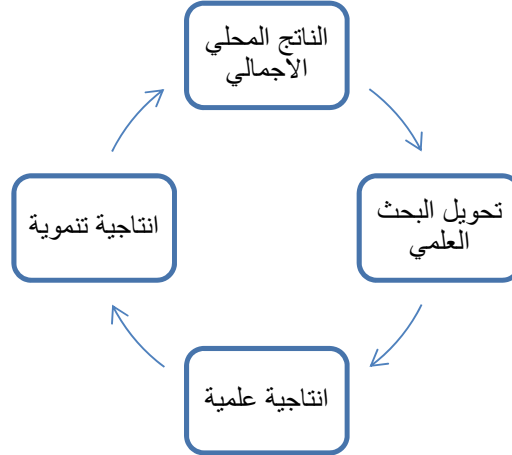 الناتج المحلي
الاجمالي
تحويل البحث
العلمي
انتاجية علمية
انتاجية تنموية